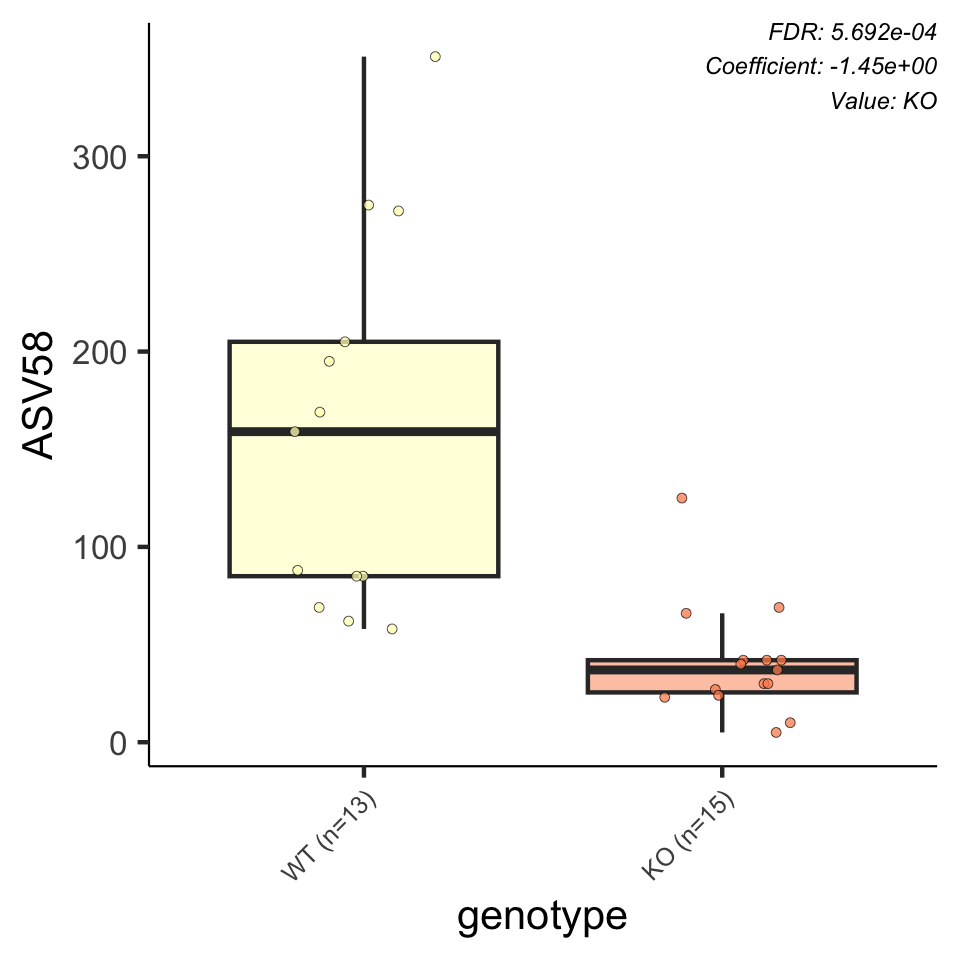 FDR: 5.692e-04
Coefficient: -1.45e+00
Value: KO
300
200
100
0
ASV58
WT (n=13)
KO (n=15)
genotype